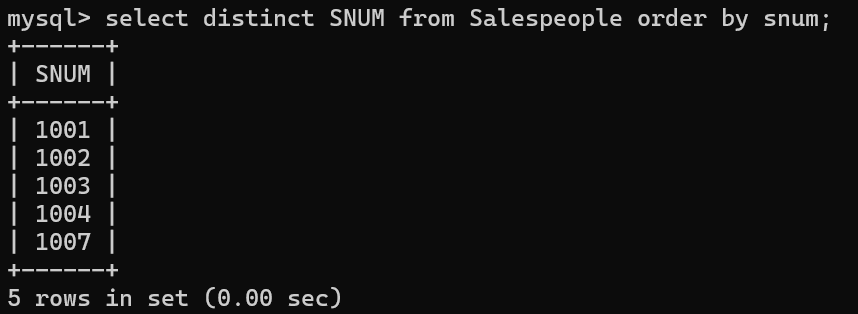 mysql> select distinct SNUM from Salespeople order by snum;
+------+
| SNUM |
+------+
| 1001 |
| 1002 |
| 1003 |
| 1004 |
| 1007 |
+------+
5 rows in set (0.00 sec)